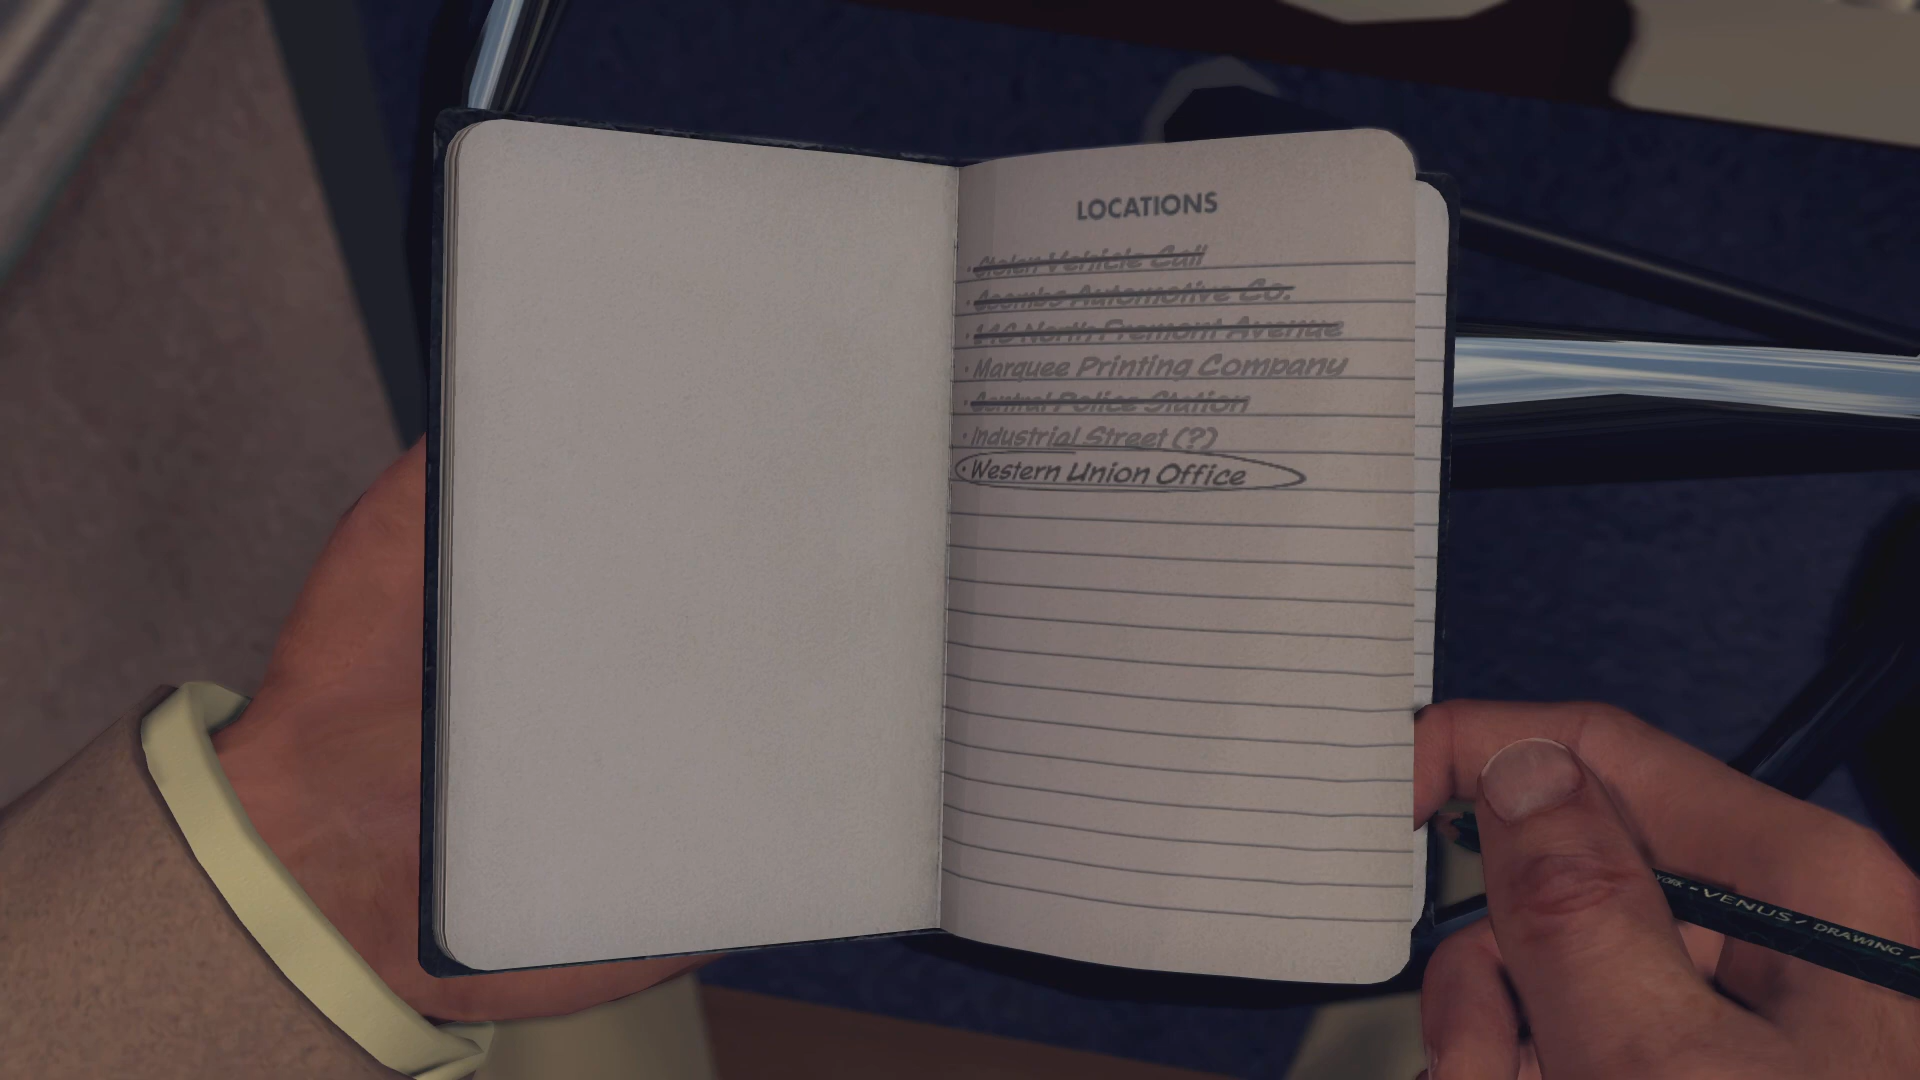 LOCATIONS
· Stolen Vehicle Call
· Coombs Automotive Co.
· 146 North Fremont Avenue
· Marquee Printing Company
· Central Police Station
· Industrial Street (?)
· Western Union Office
YORK - VENUS / DRAWING